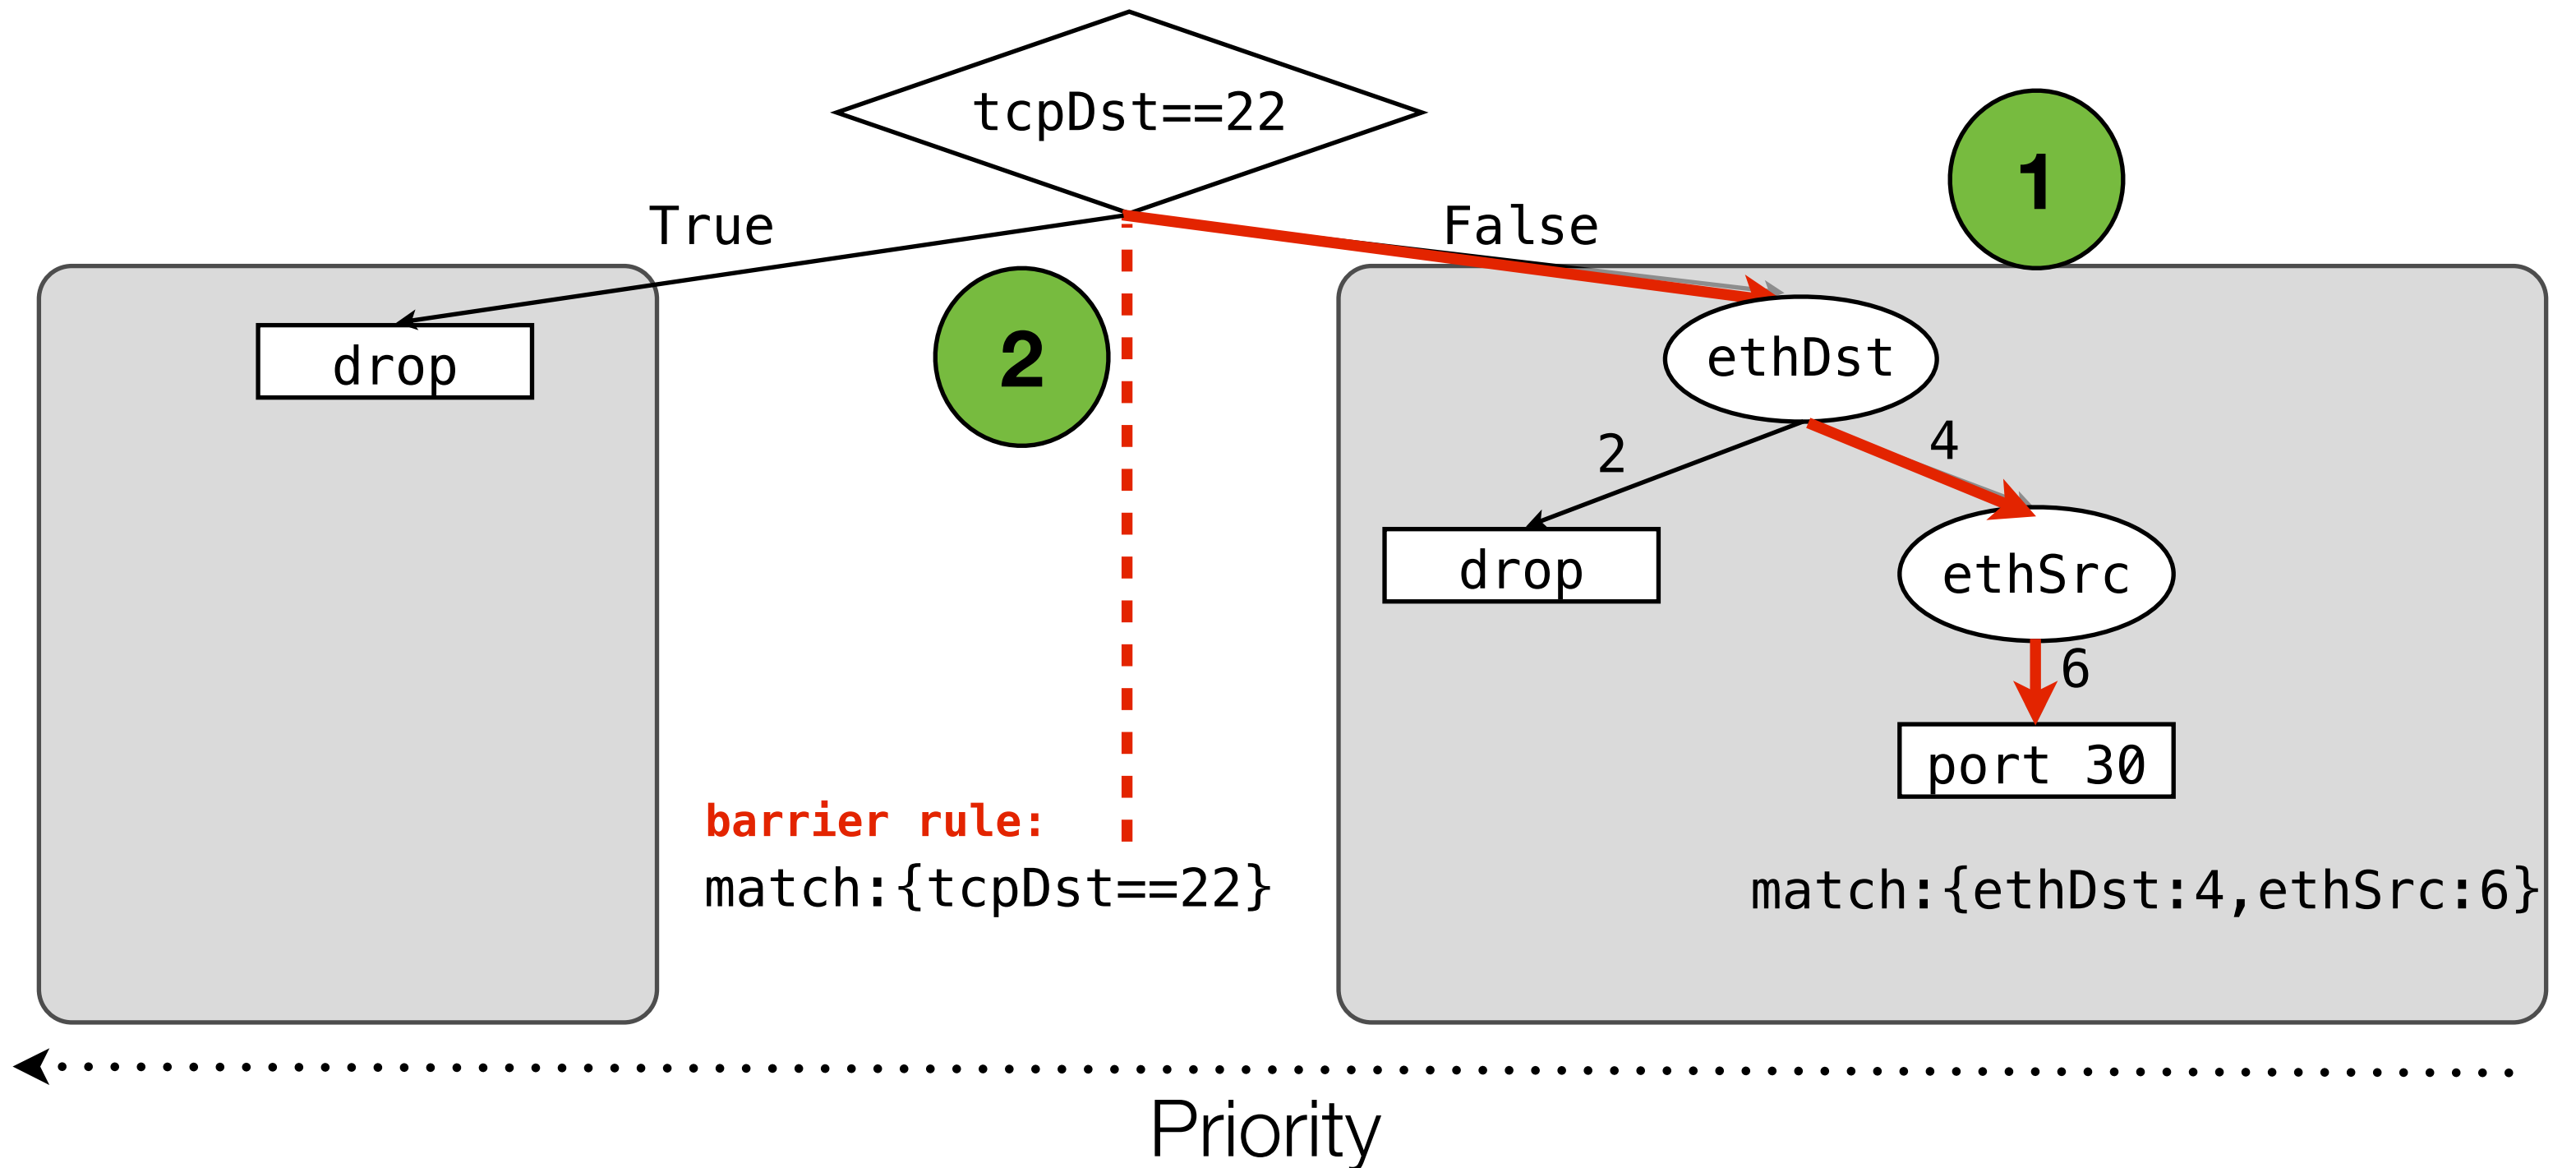 tcpDst==22
1
True
False
2
drop
ethDst
2
4
drop
ethSrc
6
port 30
barrier rule:
match:{tcpDst==22}
match:{ethDst:4,ethSrc:6}
Priority